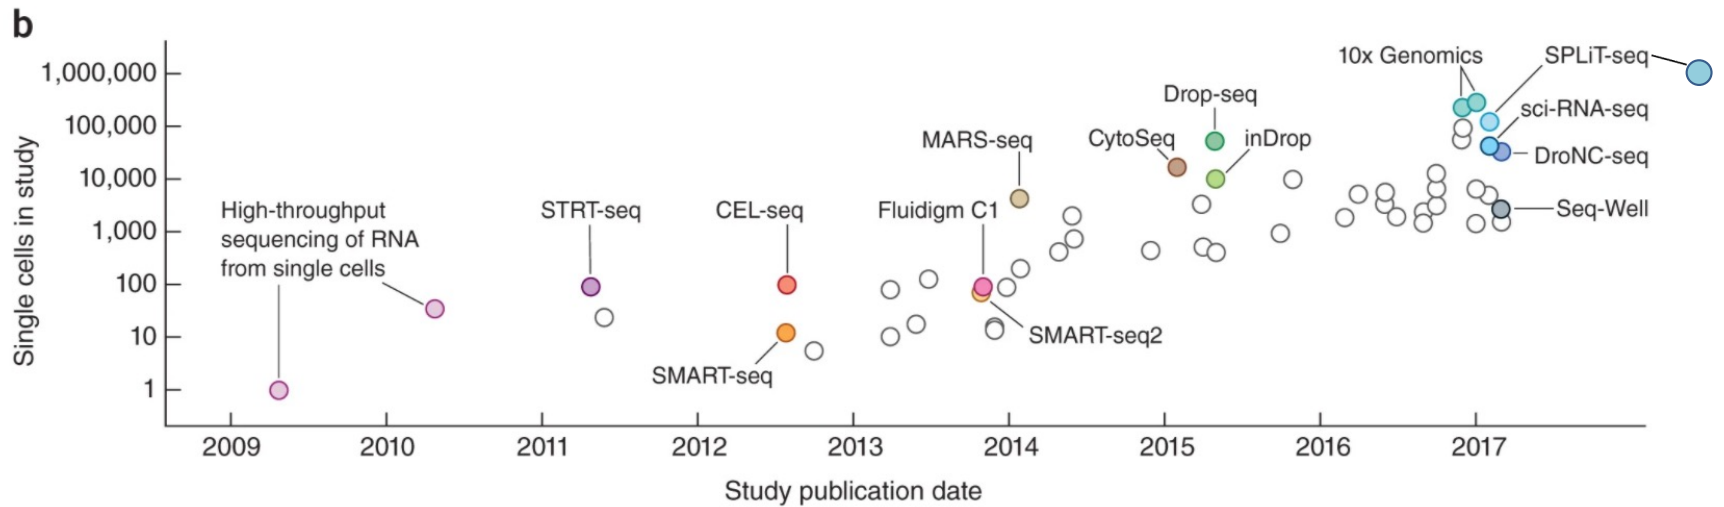 b
Single cells in study
1,000,000
100,000
10,000
1,000
100
10
1
High-throughput
sequencing of RNA
from single cells
STRT-seq
CEL-seq
SMART-seq
Fluidigm C1
SMART-seq2
MARS-seq
CytoSeq
Drop-seq
inDrop
10x Genomics
SPLiT-seq
sci-RNA-seq
DroNC-seq
Seq-Well
2009 2010 2011 2012 2013 2014 2015 2016 2017
Study publication date